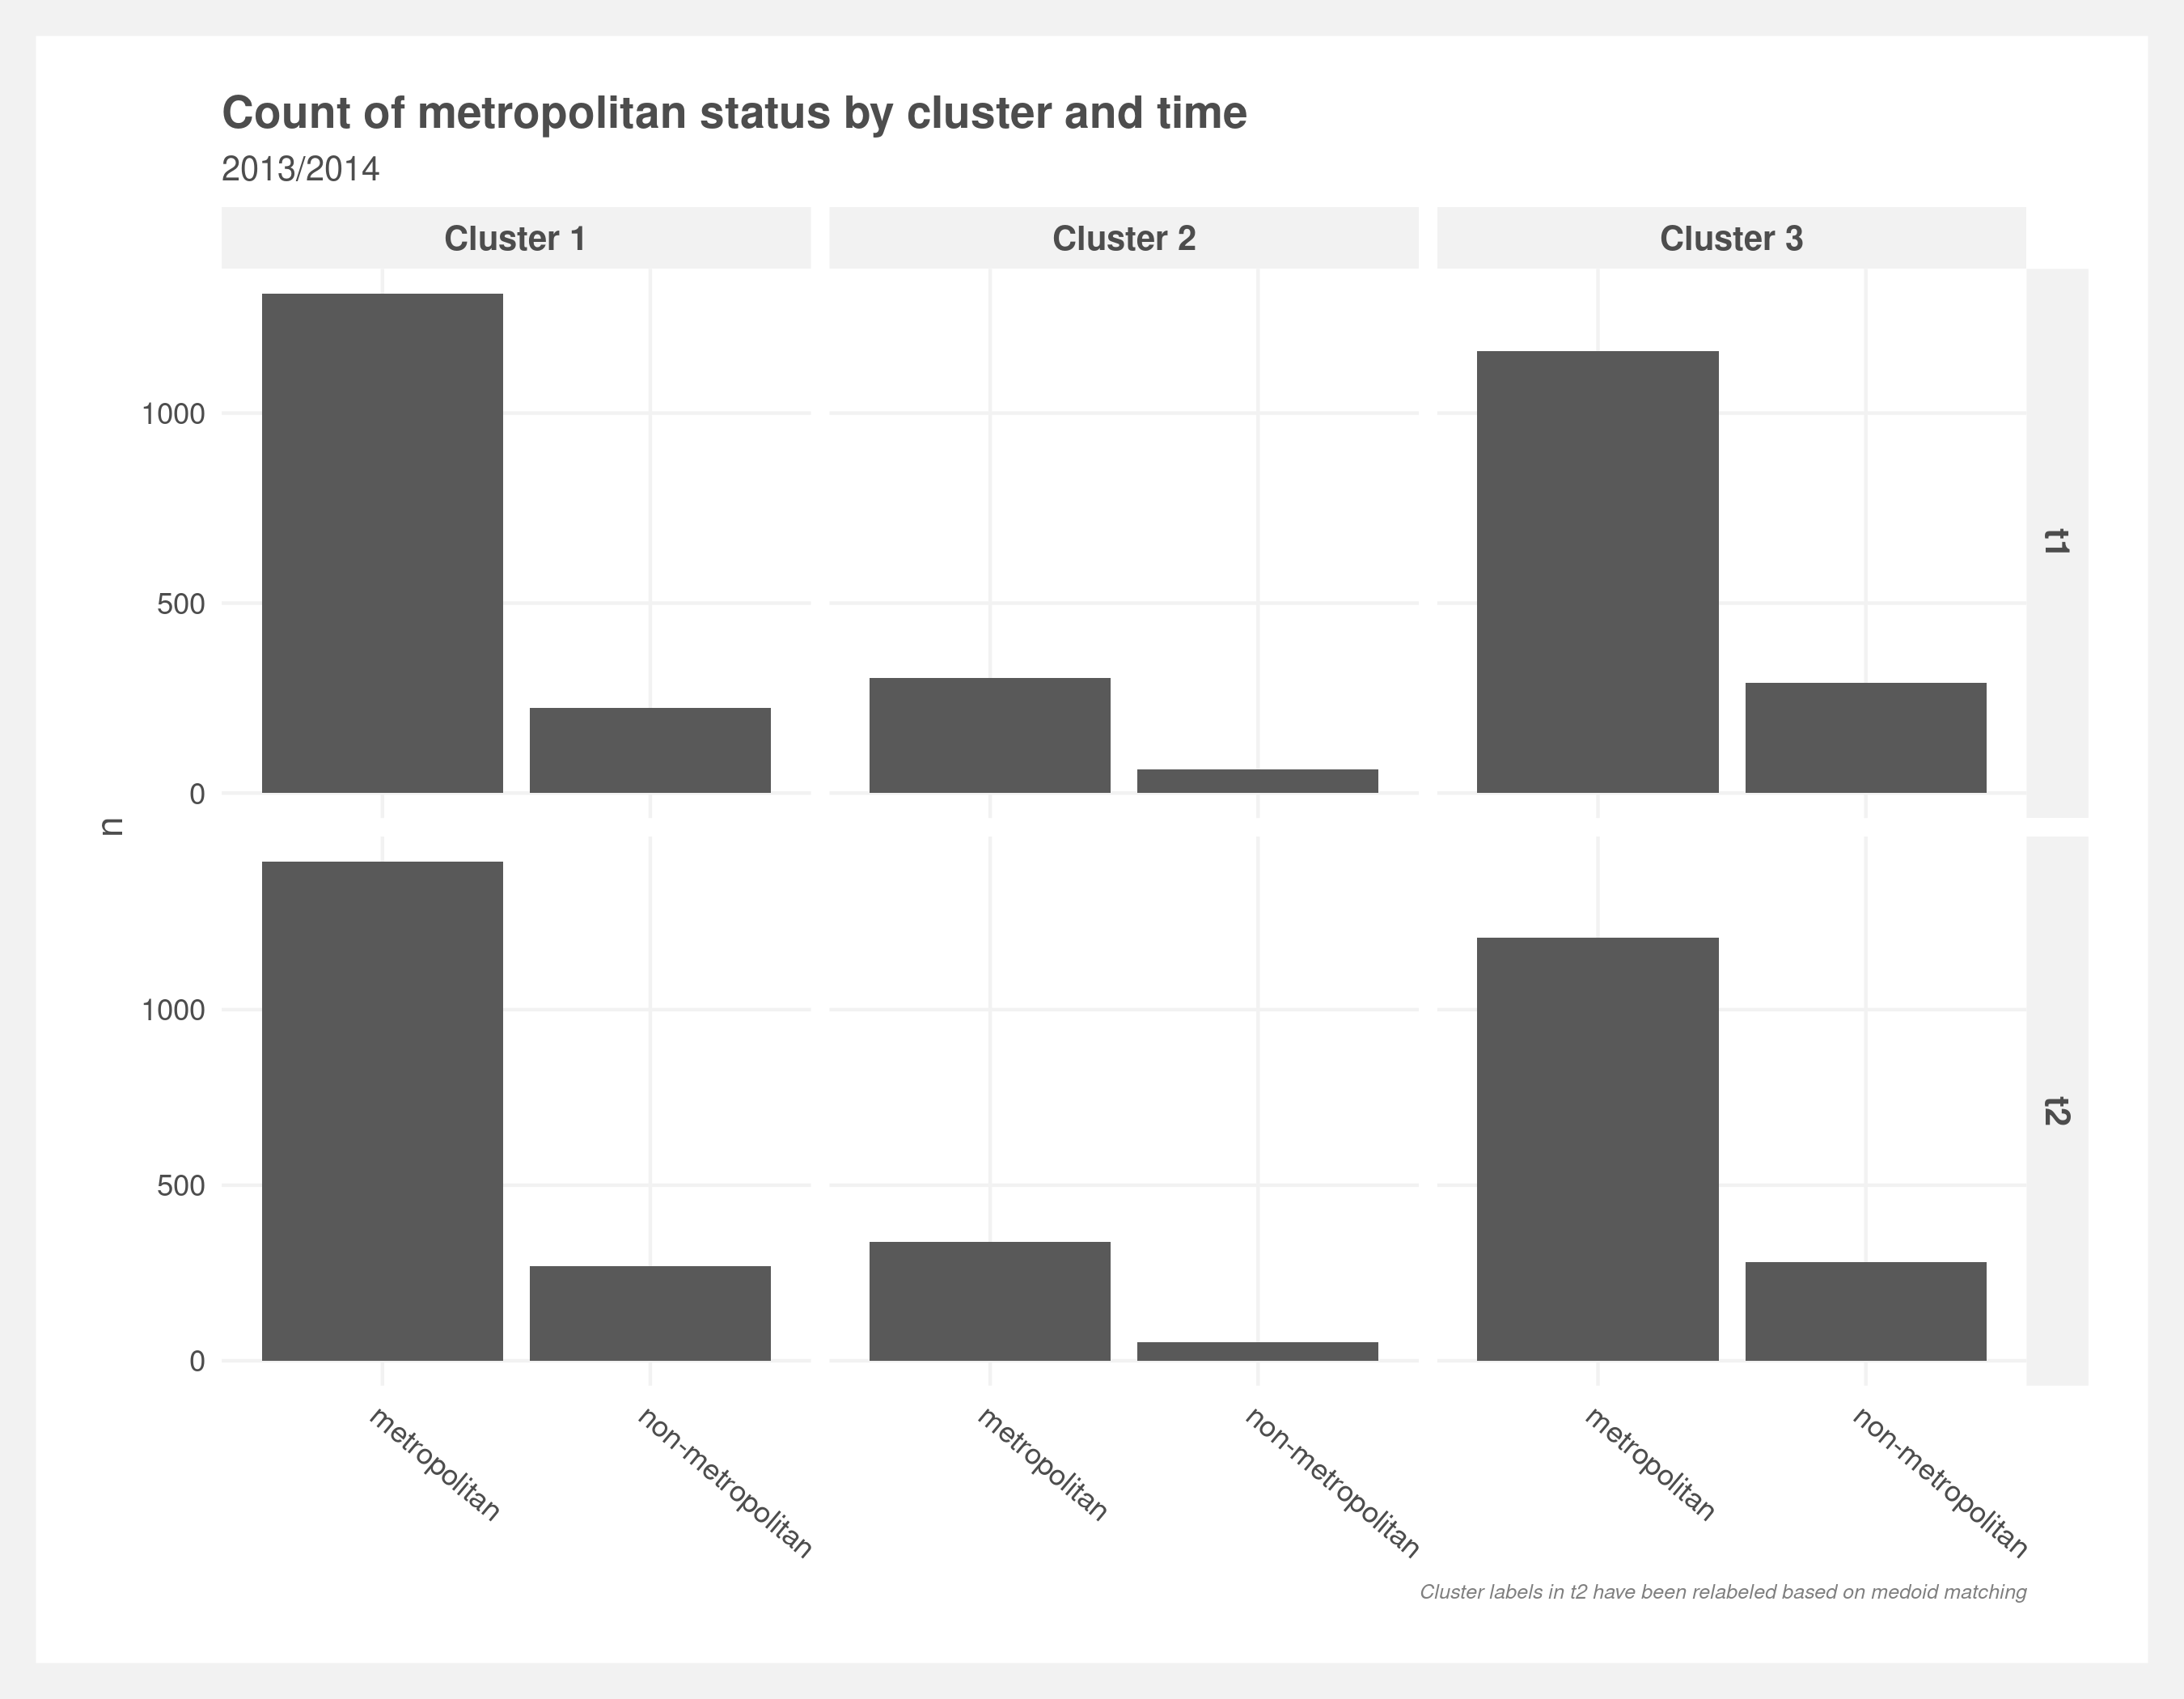 Count of metropolitan status by cluster and time
2013/2014
Cluster 1
Cluster 2
Cluster 3
1000
500
0
t1
n
1000
500
0
t2
metropolitan
non-metropolitan
metropolitan
non-metropolitan
metropolitan
non-metropolitan
Cluster labels in t2 have been relabeled based on medoid matching